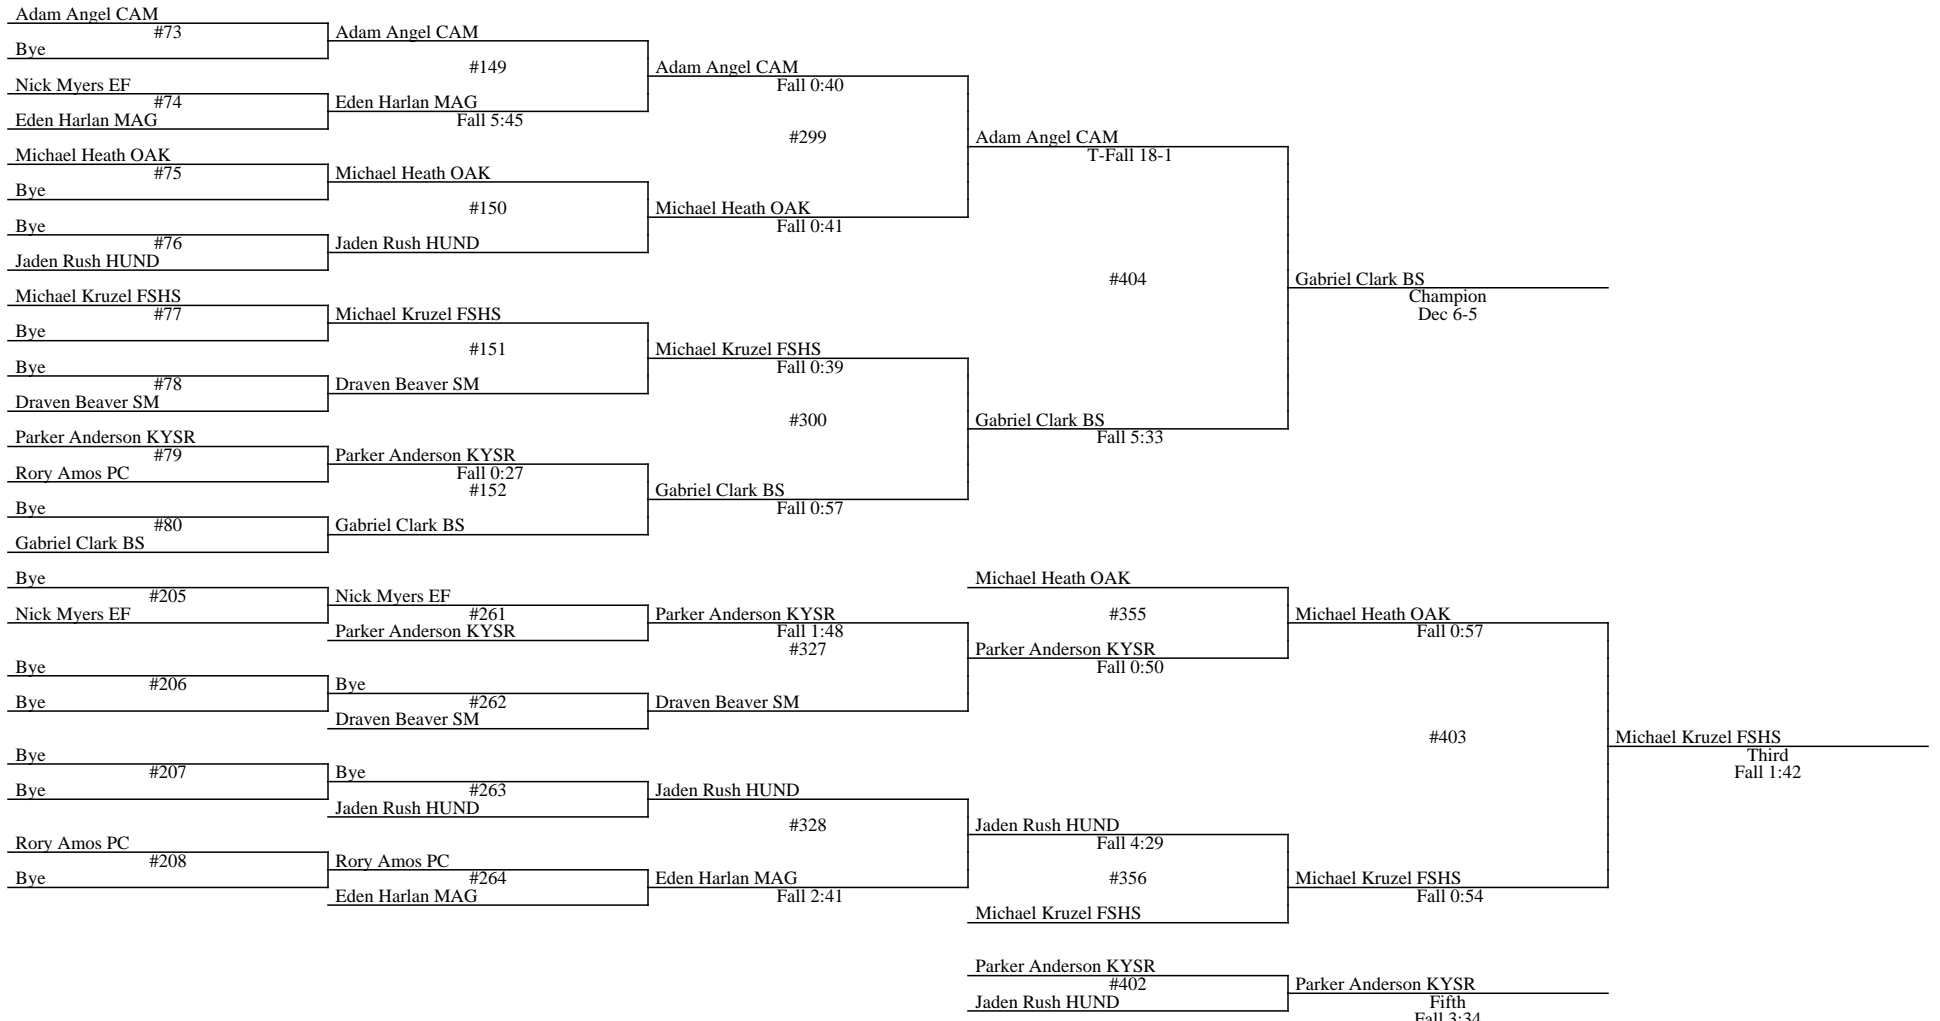 Adam Angel CAM
#73
Bye
Nick Myers EF
#74
Eden Harlan MAG
Michael Heath OAK
#75
Bye
Bye
#76
Jaden Rush HUND
Michael Kruzel FSHS
#77
Bye
Bye
#78
Draven Beaver SM
Parker Anderson KYSR
#79
Rory Amos PC
Bye
#80
Gabriel Clark BS
Adam Angel CAM
#149
Eden Harlan MAG
Fall 5:45
Michael Heath OAK
#150
Jaden Rush HUND
Michael Kruzel FSHS
#151
Draven Beaver SM
Parker Anderson KYSR
Fall 0:27
#152
Gabriel Clark BS
Adam Angel CAM
Fall 0:40
#299
Michael Heath OAK
Fall 0:41
Michael Kruzel FSHS
Fall 0:39
#300
Gabriel Clark BS
Fall 0:57
Adam Angel CAM
T-Fall 18-1
#404
Gabriel Clark BS
Fall 5:33
Gabriel Clark BS
Champion
Dec 6-5
Bye
#205
Nick Myers EF
Bye
#206
Bye
Bye
#207
Bye
Rory Amos PC
#208
Bye
Nick Myers EF
#261
Parker Anderson KYSR
Bye
#262
Draven Beaver SM
Bye
#263
Jaden Rush HUND
Rory Amos PC
#264
Eden Harlan MAG
Parker Anderson KYSR
Fall 1:48
#327
Draven Beaver SM
Jaden Rush HUND
#328
Eden Harlan MAG
Fall 2:41
Michael Heath OAK
#355
Parker Anderson KYSR
Fall 0:50
Jaden Rush HUND
Fall 4:29
#356
Michael Kruzel FSHS
Michael Heath OAK
Fall 0:57
#403
Michael Kruzel FSHS
Fall 0:54
Michael Kruzel FSHS
Third
Fall 1:42
Parker Anderson KYSR
#402
Jaden Rush HUND
Parker Anderson KYSR
Fifth
Fall 3:34